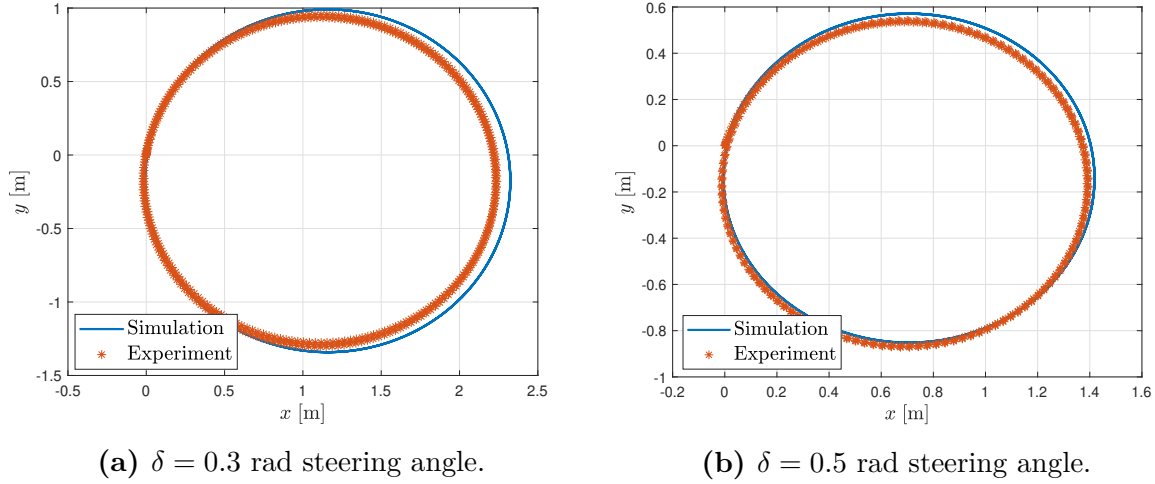 1
0.5
0
-0.5
-1
-1.5
y [m]
-0.5 0 0.5 1 1.5 2 2.5
x [m]
Simulation
Experiment
(a) δ = 0.3 rad steering angle.
0.6
0.4
0.2
0
-0.2
-0.4
-0.6
-0.8
-1
y [m]
-0.2 0 0.2 0.4 0.6 0.8 1 1.2 1.4 1.6
x [m]
Simulation
Experiment
(b) δ = 0.5 rad steering angle.